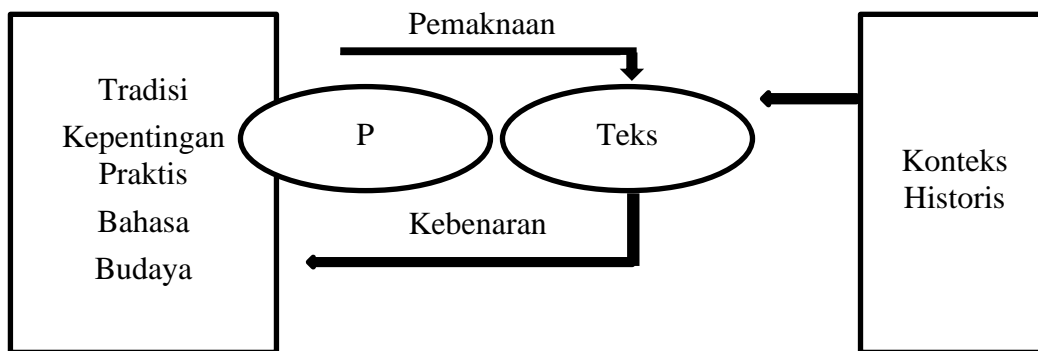 Pemaknaan
Tradisi
Kepentingan
Praktis
Bahasa
Budaya
P
Teks
Kebenaran
Konteks
Historis